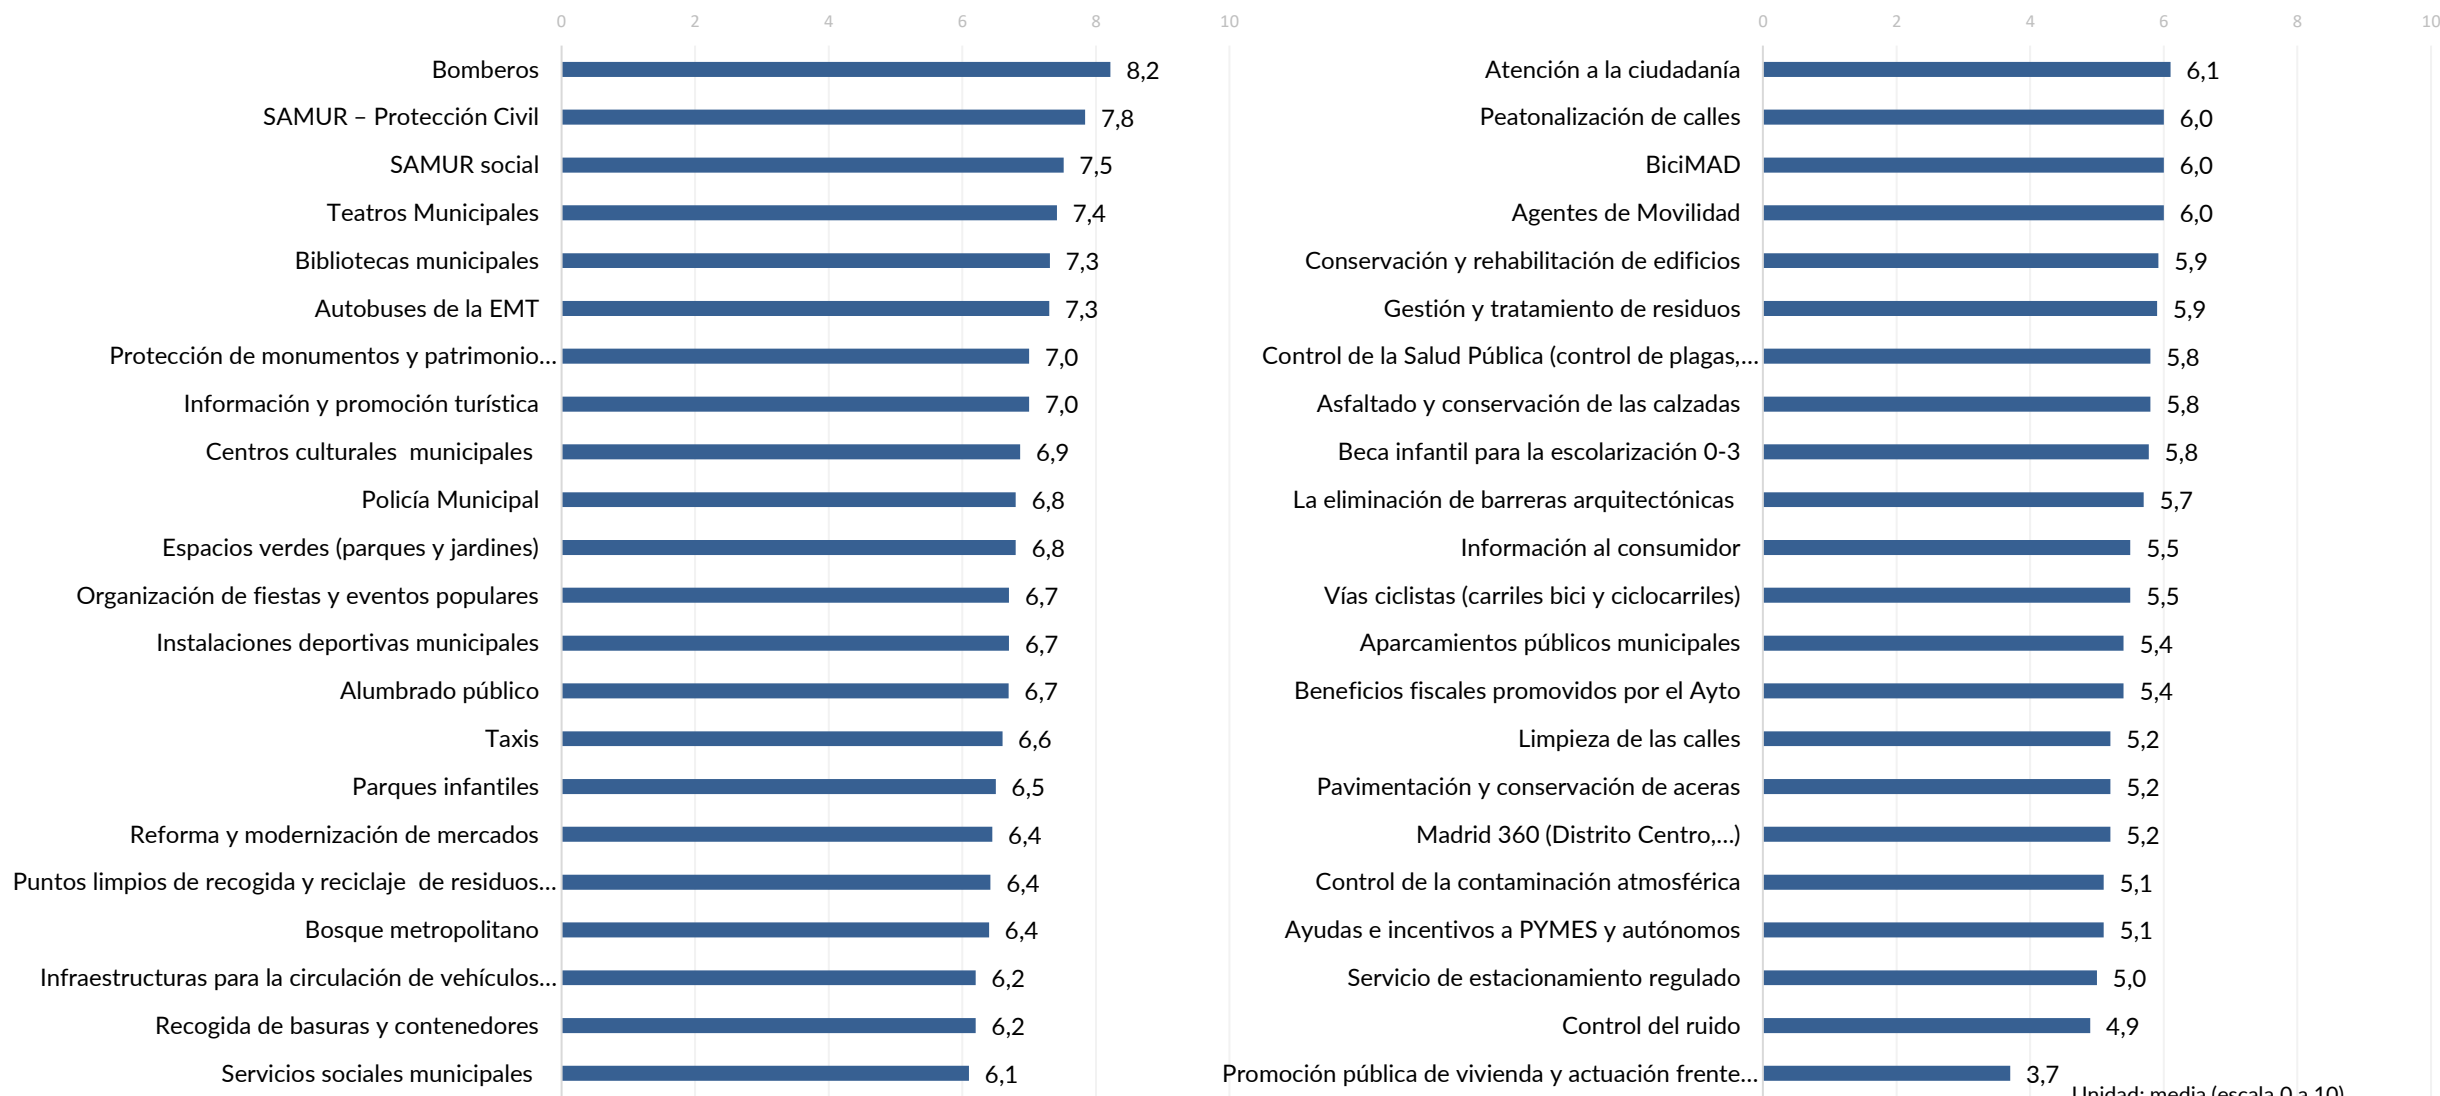 0 2 4 6 8 10
Bomberos 8,2
SAMUR – Protección Civil 7,8
SAMUR social 7,5
Teatros Municipales 7,4
Bibliotecas municipales 7,3
Autobuses de la EMT 7,3
Protección de monumentos y patrimonio... 7,0
Información y promoción turística 7,0
Centros culturales  municipales 6,9
Policía Municipal 6,8
Espacios verdes (parques y jardines) 6,8
Organización de fiestas y eventos populares 6,7
Instalaciones deportivas municipales 6,7
Alumbrado público 6,7
Taxis 6,6
Parques infantiles 6,5
Reforma y modernización de mercados 6,4
Puntos limpios de recogida y reciclaje  de residuos... 6,4
Bosque metropolitano 6,4
Infraestructuras para la circulación de vehículos... 6,2
Recogida de basuras y contenedores 6,2
Servicios sociales municipales 6,1
0 2 4 6 8 10
Atención a la ciudadanía 6,1
Peatonalización de calles 6,0
BiciMAD 6,0
Agentes de Movilidad 6,0
Conservación y rehabilitación de edificios 5,9
Gestión y tratamiento de residuos 5,9
Control de la Salud Pública (control de plagas,... 5,8
Asfaltado y conservación de las calzadas 5,8
Beca infantil para la escolarización 0-3 5,8
La eliminación de barreras arquitectónicas 5,7
Información al consumidor 5,5
Vías ciclistas (carriles bici y ciclocarriles) 5,5
Aparcamientos públicos municipales 5,4
Beneficios fiscales promovidos por el Ayto 5,4
Limpieza de las calles 5,2
Pavimentación y conservación de aceras 5,2
Madrid 360 (Distrito Centro,...) 5,2
Control de la contaminación atmosférica 5,1
Ayudas e incentivos a PYMES y autónomos 5,1
Servicio de estacionamiento regulado 5,0
Control del ruido 4,9
Promoción pública de vivienda y actuación frente... 3,7
Unidad: media (escala 0 a 10)